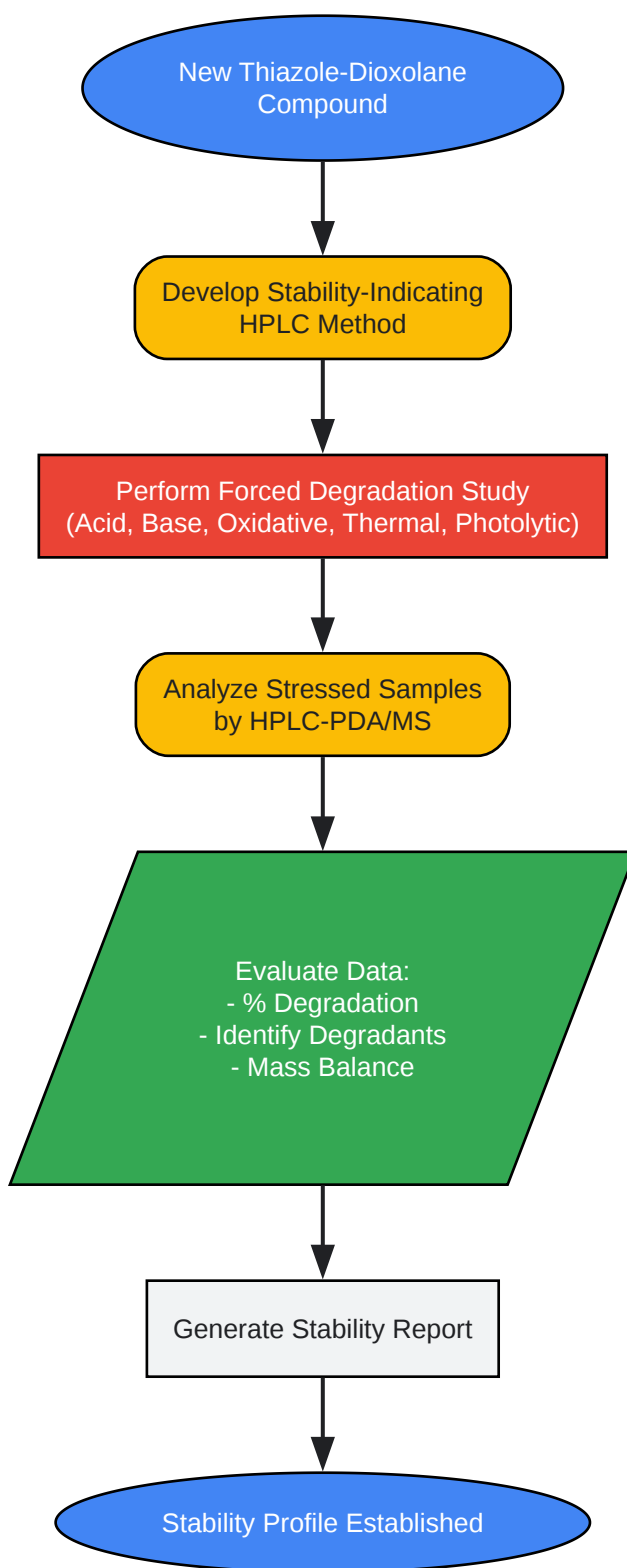 New Thiazole-Dioxolane
Compound
Develop Stability-Indicating
HPLC Method
Perform Forced Degradation Study
(Acid, Base, Oxidative, Thermal, Photolytic)
Analyze Stressed Samples
by HPLC-PDA/MS
Evaluate Data:
- % Degradation
- Identify Degradants
- Mass Balance
Generate Stability Report
Stability Profile Established